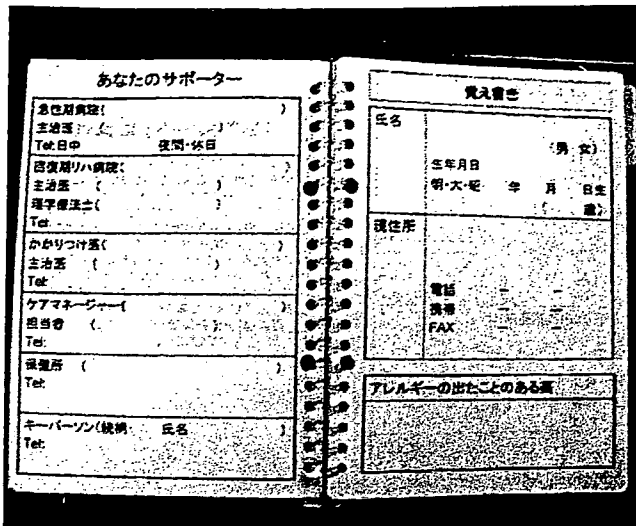 あなたのサポーター
急性期病院( )
主治医 ( )
Tel:日中 夜間・休日
回復期リハ病院( )
主治医 ( )
理学療法士( )
Tel:
かかりつけ医( )
主治医 ( )
Tel:
ケアマネージャー( )
担当者 ( )
Tel:
保健所 ( )
Tel:
キーパーソン(続柄 氏名 )
Tel:
覚え書き
氏名
(男 女)
生年月日
明・大・昭 年 月 日生
( 歳)
現住所
電話 – –
携帯 – –
FAX – –
アレルギーの出たことのある薬